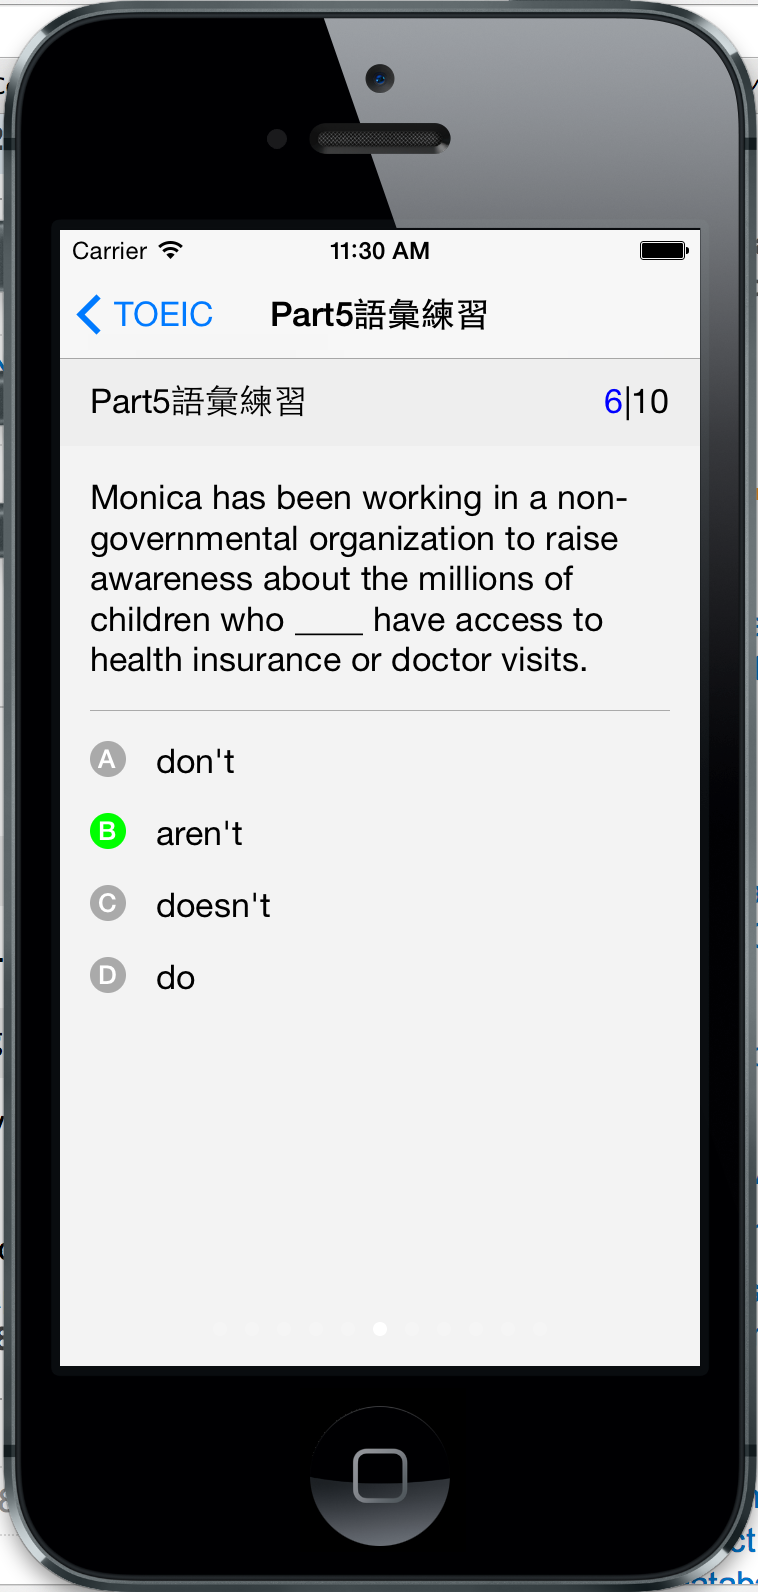 Carrier 11:30 AM
TOEIC Part5語彙練習
Part5語彙練習 6|10
Monica has been working in a non-
governmental organization to raise
awareness about the millions of
children who ____ have access to
health insurance or doctor visits.
A don't
B aren't
C doesn't
D do